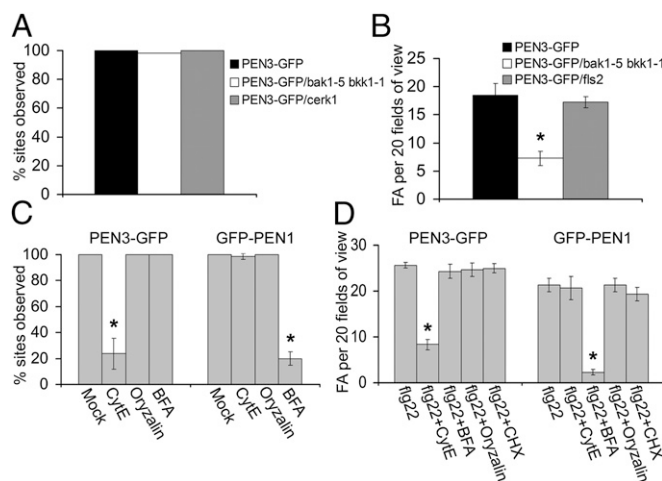 A
% sites observed
100
80
60
40
20
0
PEN3-GFP
PEN3-GFP/bak1-5 bkk1-1
PEN3-GFP/cerk1
B
FA per 20 fields of view
25
20
15
10
5
0
*
PEN3-GFP
PEN3-GFP/bak1-5 bkk1-1
PEN3-GFP/fls2
C
PEN3-GFP GFP-PEN1
% sites observed
100
80
60
40
20
0
* *
Mock CytE Oryzalin BFA Mock CytE Oryzalin BFA
D
PEN3-GFP GFP-PEN1
FA per 20 fields of view
30
20
10
0
* *
flg22 flg22+CytE flg22+BFA flg22+Oryzalin flg22+CHX flg22 flg22+CytE flg22+BFA flg22+Oryzalin flg22+CHX